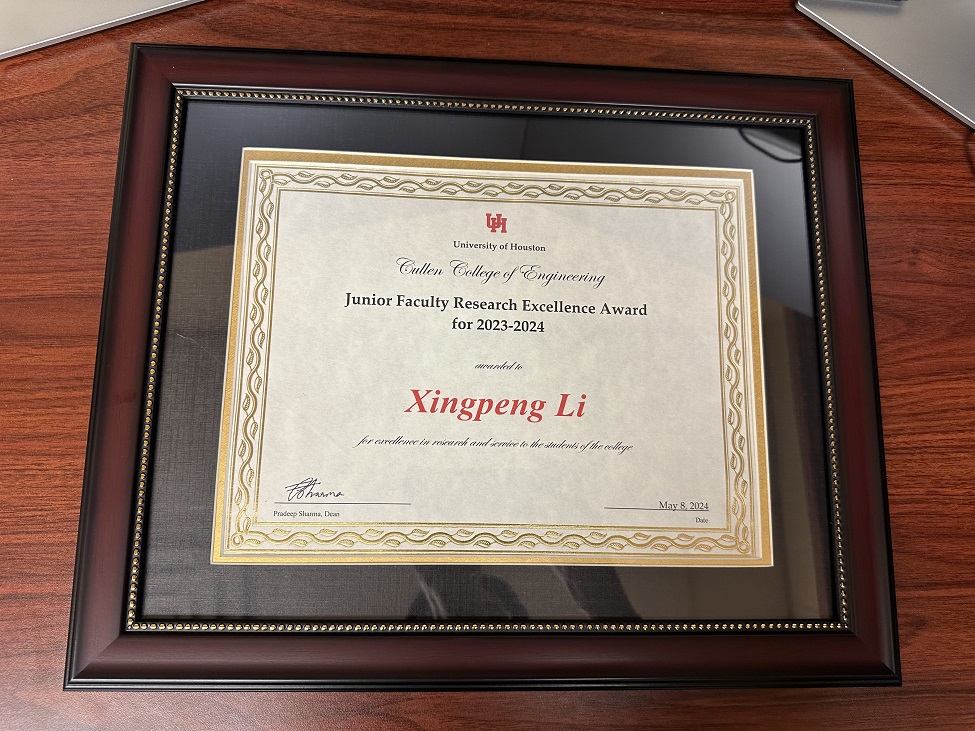 UH
University of Houston
Cullen College of Engineering
Junior Faculty Research Excellence Award
for 2023-2024
awarded to
Xingpeng Li
for excellence in research and service to the students of the college
PSharma
May 8, 2024
Pradeep Sharma, Dean
Date